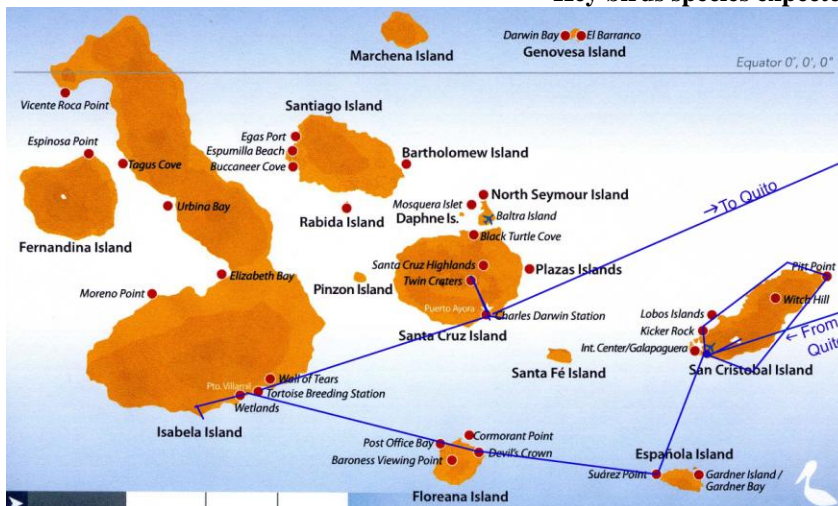 Key birds species expecte
Darwin Bay
El Barranco
Marchena Island
Genovesa Island
Equator 0°, 0', 0"
Vicente Roca Point
Santiago Island
Egas Port
Espinosa Point
Espumilla Beach
Bartholomew Island
Tagus Cove
Buccaneer Cove
North Seymour Island
Mosquera Islet
→To Quito
Urbina Bay
Rabida Island
Daphne Is.
Baltra Island
Fernandina Island
Black Turtle Cove
Santa Cruz Highlands
Plazas Islands
Pitt Point
Elizabeth Bay
Pinzon Island
Twin Craters
Moreno Point
Witch Hill
Puerto Ayora
Charles Darwin Station
Lobos Islands
Santa Cruz Island
Kicker Rock
←From
Quito
Int. Center/Galapaguera
Santa Fé Island
San Cristobal Island
Wall of Tears
Pto. Villamil
Tortoise Breeding Station
Wetlands
Isabela Island
Cormorant Point
Post Office Bay
Devil's Crown
Española Island
Baroness Viewing Point
Suárez Point
Gardner Island /
Gardner Bay
Floreana Island